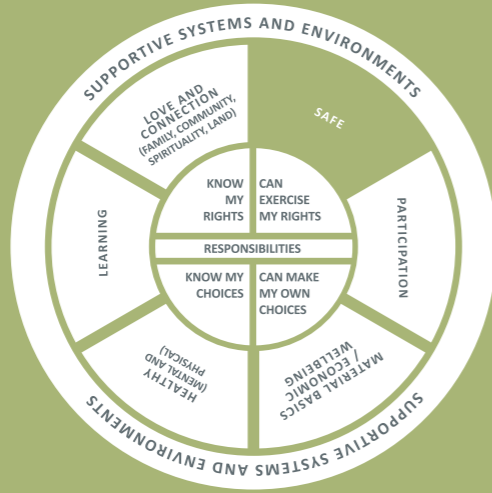 SUPPORTIVE SYSTEMS AND ENVIRONMENTS
LOVE AND
CONNECTION
(FAMILY, COMMUNITY,
SPIRITUALITY, LAND)
SAFE
PARTICIPATION
MATERIAL BASICS
/ ECONOMIC
WELLBEING
HEALTHY
(MENTAL AND
PHYSICAL)
LEARNING
KNOW
MY
RIGHTS
CAN
EXERCISE
MY RIGHTS
RESPONSIBILITIES
KNOW MY
CHOICES
CAN MAKE
MY OWN
CHOICES
SUPPORTIVE SYSTEMS AND ENVIRONMENTS